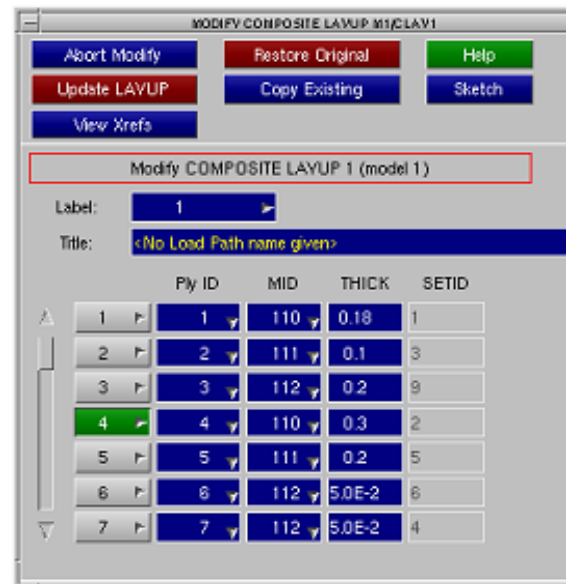 MODIFY COMPOSITE LAYUP M1/CLAY1
Abort Modify Restore Original Help
Update LAYUP Copy Existing Sketch
View Xrefs
Modify COMPOSITE LAYUP 1 (model 1)
Label: 1
Title: <No Load Path name given>
Ply ID MID THICK SETID
1 1 110 0.18 1
2 2 111 0.1 3
3 3 112 0.2 9
4 4 110 0.3 2
5 5 111 0.2 5
6 6 112 5.0E-2 6
7 7 112 5.0E-2 4